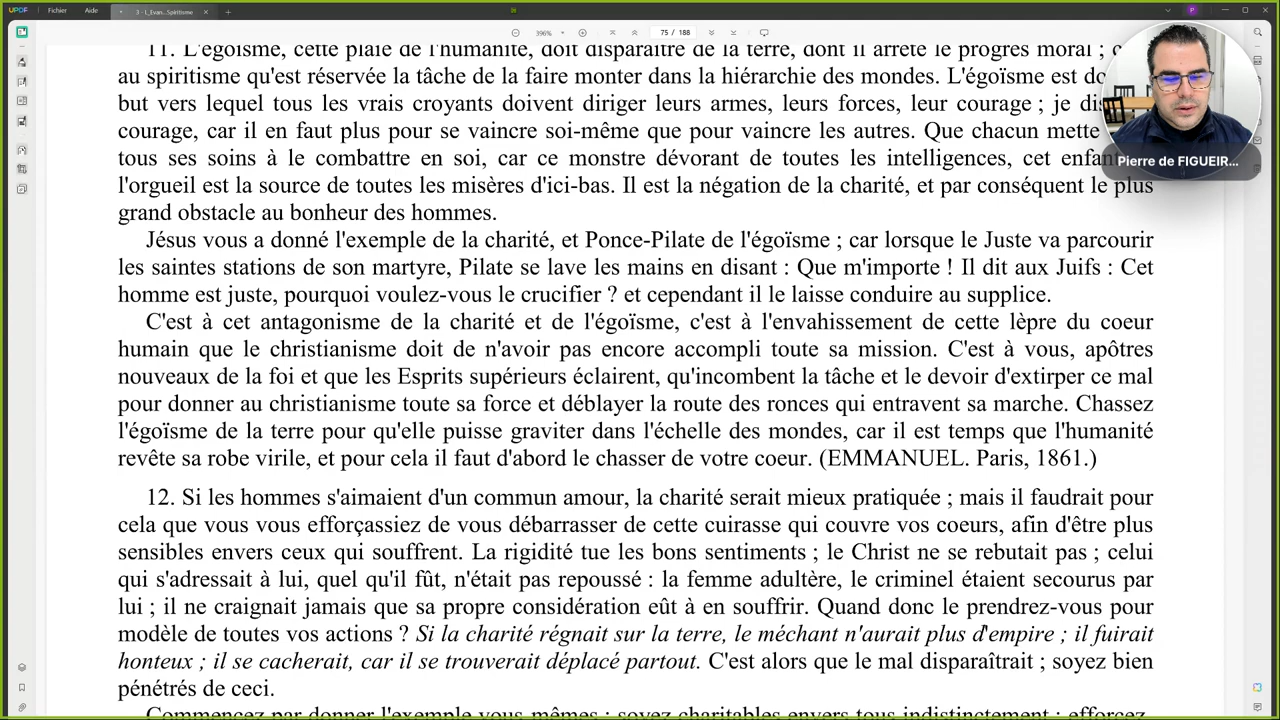 UPDF Fichier Aide 3 - L_Evan...Spiritisme × +
396% 75 / 188
11. L'égoïsme, cette plaie de l'humanité, doit disparaître de la terre, dont il arrête le progrès moral ;
au spiritisme qu'est réservée la tâche de la faire monter dans la hiérarchie des mondes. L'égoïsme est
but vers lequel tous les vrais croyants doivent diriger leurs armes, leurs forces, leur courage ; je
courage, car il en faut plus pour se vaincre soi-même que pour vaincre les autres. Que chacun mette
tous ses soins à le combattre en soi, car ce monstre dévorant de toutes les intelligences, cet
l'orgueil est la source de toutes les misères d'ici-bas. Il est la négation de la charité, et par conséquent le plus
grand obstacle au bonheur des hommes.
Jésus vous a donné l'exemple de la charité, et Ponce-Pilate de l'égoïsme ; car lorsque le Juste va parcourir
les saintes stations de son martyre, Pilate se lave les mains en disant : Que m'importe ! Il dit aux Juifs : Cet
homme est juste, pourquoi voulez-vous le crucifier ? et cependant il le laisse conduire au supplice.
C'est à cet antagonisme de la charité et de l'égoïsme, c'est à l'envahissement de cette lèpre du coeur
humain que le christianisme doit de n'avoir pas encore accompli toute sa mission. C'est à vous, apôtres
nouveaux de la foi et que les Esprits supérieurs éclairent, qu'incombent la tâche et le devoir d'extirper ce mal
pour donner au christianisme toute sa force et déblayer la route des ronces qui entravent sa marche. Chassez
l'égoïsme de la terre pour qu'elle puisse graviter dans l'échelle des mondes, car il est temps que l'humanité
revête sa robe virile, et pour cela il faut d'abord le chasser de votre coeur. (EMMANUEL. Paris, 1861.)
12. Si les hommes s'aimaient d'un commun amour, la charité serait mieux pratiquée ; mais il faudrait pour
cela que vous vous efforçassiez de vous débarrasser de cette cuirasse qui couvre vos coeurs, afin d'être plus
sensibles envers ceux qui souffrent. La rigidité tue les bons sentiments ; le Christ ne se rebutait pas ; celui
qui s'adressait à lui, quel qu'il fût, n'était pas repoussé : la femme adultère, le criminel étaient secourus par
lui ; il ne craignait jamais que sa propre considération eût à en souffrir. Quand donc le prendrez-vous pour
modèle de toutes vos actions ? Si la charité régnait sur la terre, le méchant n'aurait plus d'empire ; il fuirait
honteux ; il se cacherait, car il se trouverait déplacé partout. C'est alors que le mal disparaîtrait ; soyez bien
pénétrés de ceci.
Commencez par donner l'exemple vous-mêmes ; soyez charitables envers tous indistinctement ; efforcez-
Pierre de FIGUEIR...